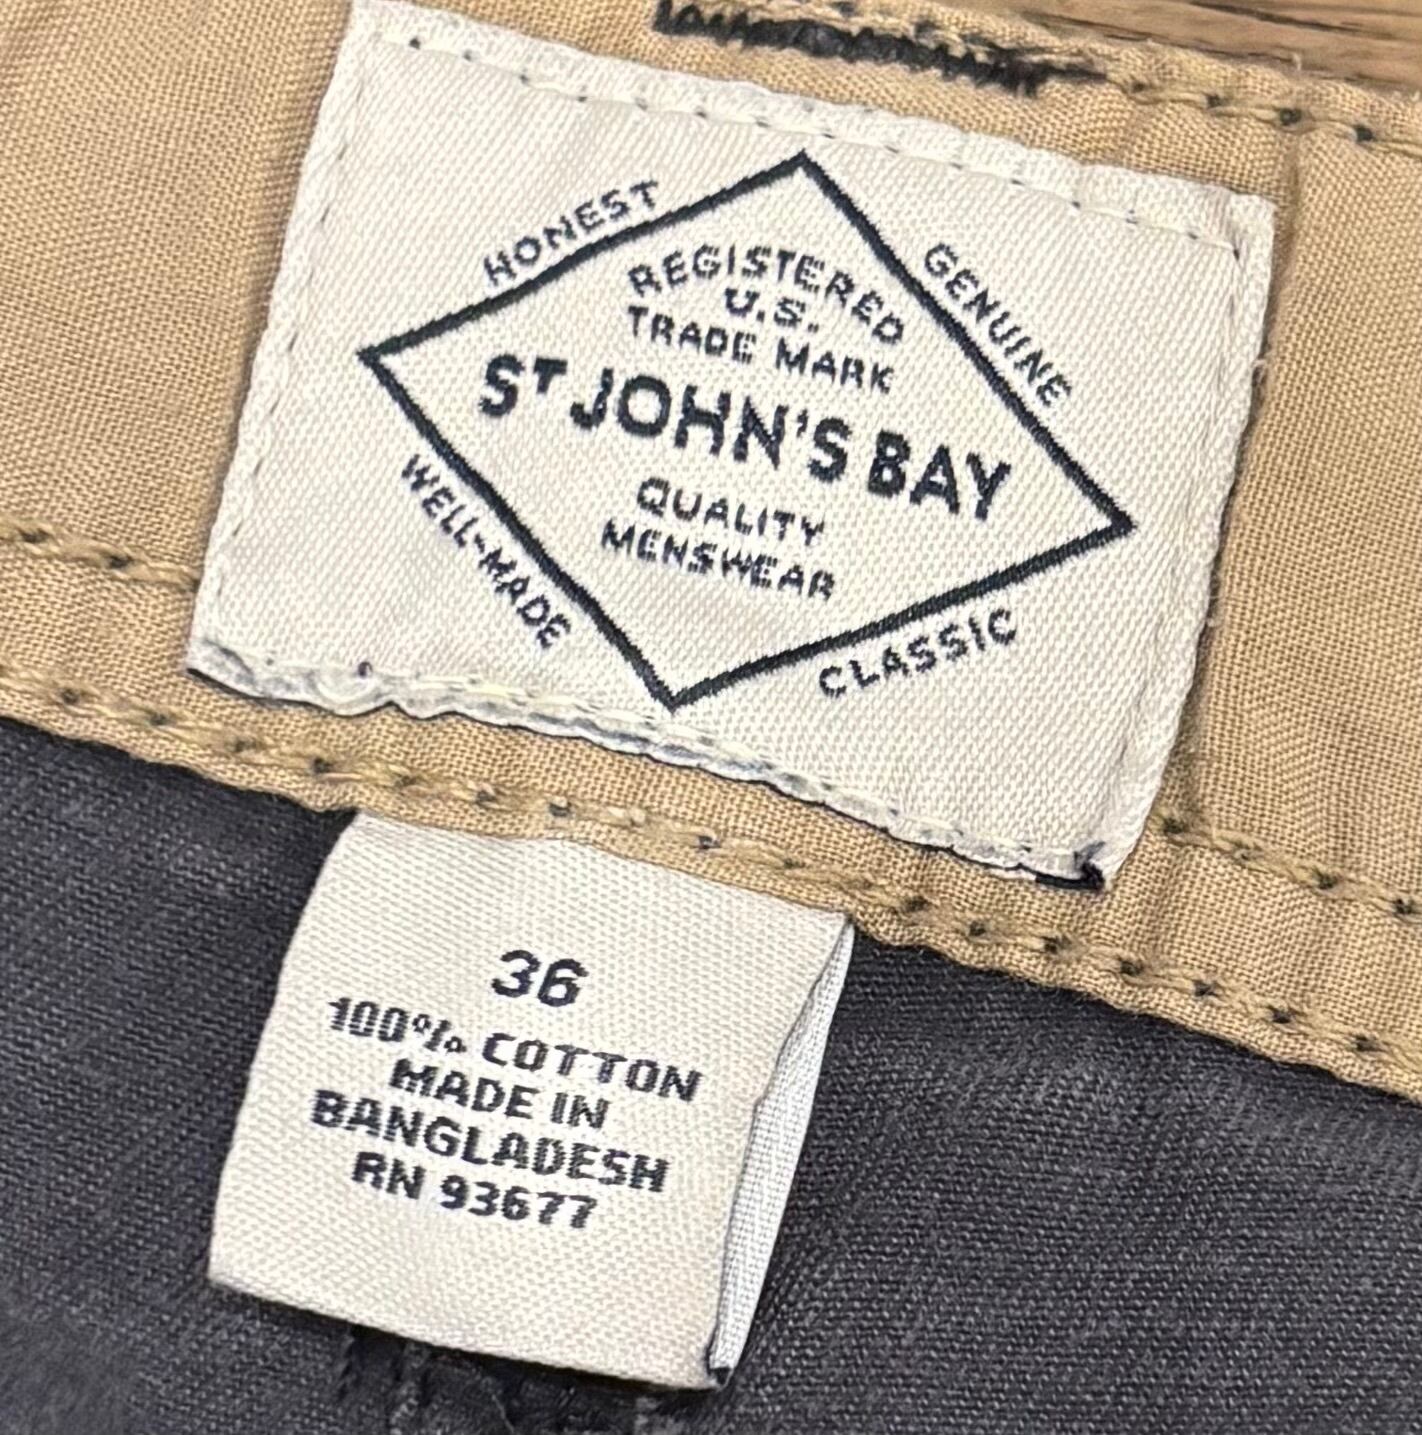 HONEST
GENUINE
REGISTERED
U.S.
TRADE MARK
ST JOHN'S BAY
QUALITY
MENSWEAR
WELL-MADE
CLASSIC
36
100% COTTON
MADE IN
BANGLADESH
RN 93677